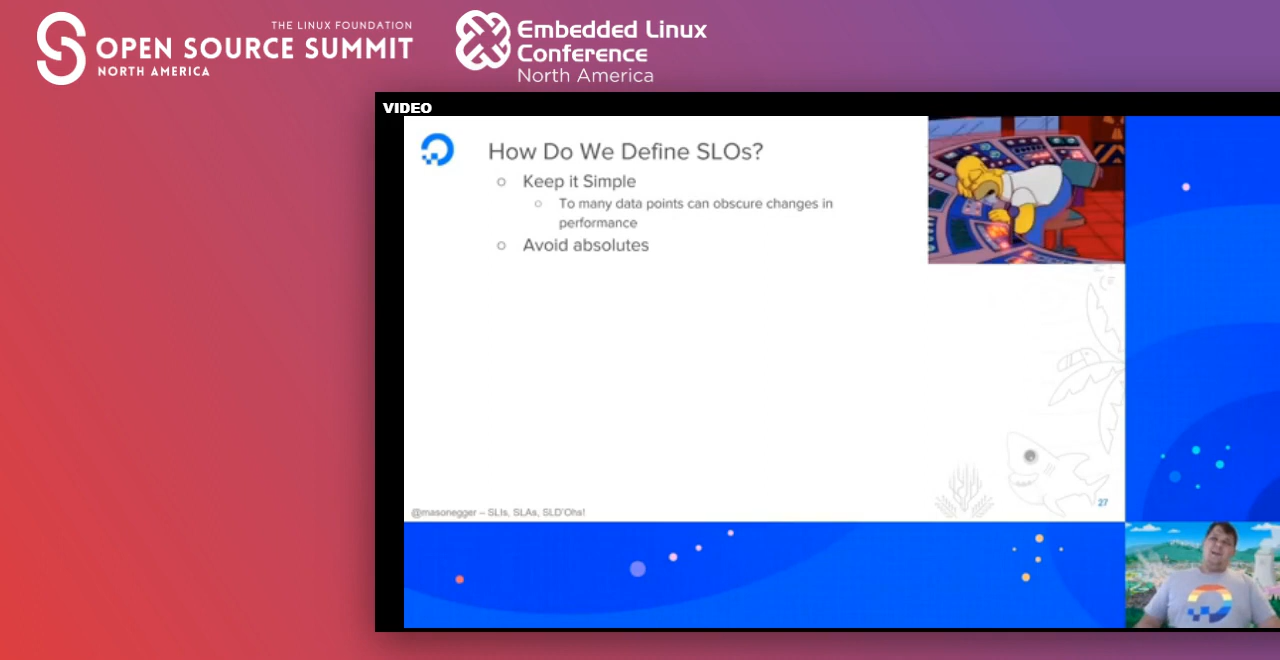 THE LINUX FOUNDATION
OPEN SOURCE SUMMIT
NORTH AMERICA
Embedded Linux
Conference
North America
VIDEO
How Do We Define SLOs?
Keep it Simple
To many data points can obscure changes in
performance
Avoid absolutes
27
@masonegger – SLIs, SLAs, SLD'Ohs!